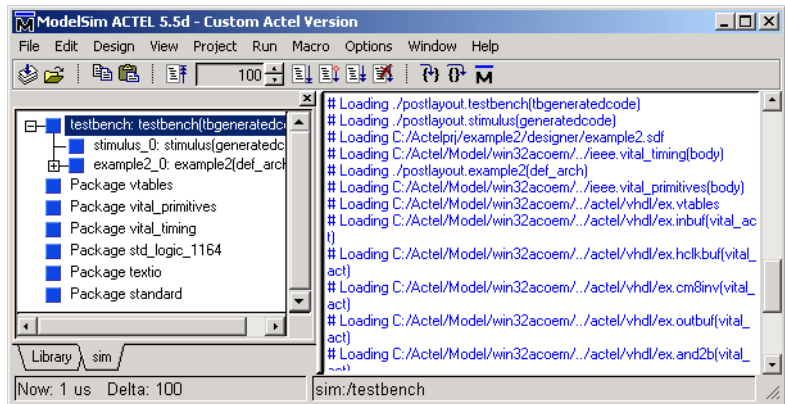 ModelSim ACTEL 5.5d - Custom Actel Version
File Edit Design View Project Run Macro Options Window Help
100
testbench: testbench(tbgeneratedc
stimulus_0: stimulus(generatedc
example2_0: example2(def_arch
Package vtables
Package vital_primitives
Package vital_timing
Package std_logic_1164
Package textio
Package standard
Library sim
# Loading ./postlayout.testbench(tbgeneratedcode)
# Loading ./postlayout.stimulus(generatedcode)
# Loading C:/Actelprj/example2/designer/example2.sdf
# Loading C:/Actel/Model/win32acoem/../ieee.vital_timing(body)
# Loading ./postlayout.example2(def_arch)
# Loading C:/Actel/Model/win32acoem/../ieee.vital_primitives(body)
# Loading C:/Actel/Model/win32acoem/../actel/vhdl/ex.vtables
# Loading C:/Actel/Model/win32acoem/../actel/vhdl/ex.inbuf(vital_ac
t)
# Loading C:/Actel/Model/win32acoem/../actel/vhdl/ex.hclkbuf(vital_
act)
# Loading C:/Actel/Model/win32acoem/../actel/vhdl/ex.cm8inv(vital_
act)
# Loading C:/Actel/Model/win32acoem/../actel/vhdl/ex.outbuf(vital_
act)
# Loading C:/Actel/Model/win32acoem/../actel/vhdl/ex.and2b(vital_
Now: 1 us Delta: 100
sim:/testbench